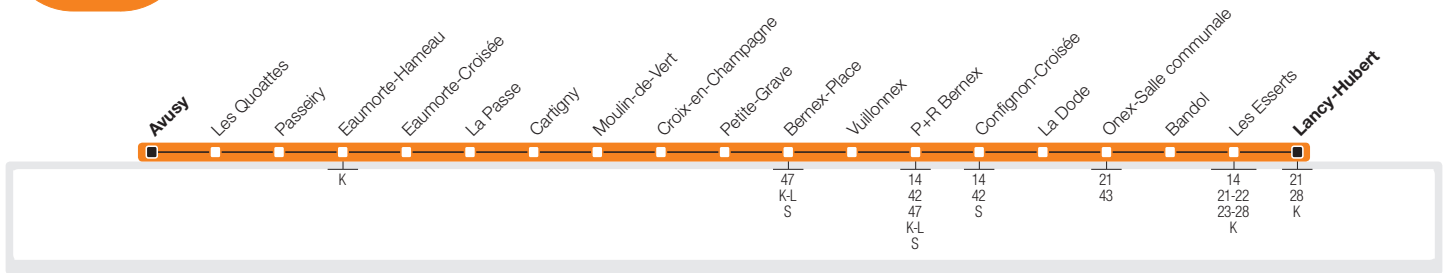 Avusy
Les Quoattes
Passeiry
Eaumorte-Hameau
Eaumorte-Croisée
La Passe
Cartigny
Moulin-de-Vert
Croix-en-Champagne
Petite-Grave
Bernex-Place
Vuillonnex
P+R Bernex
Confignon-Croisée
La Dode
Onex-Salle communale
Bandol
Les Esserts
Lancy-Hubert
K
47
K-L
S
14
42
47
K-L
S
14
42
S
21
43
14
21-22
23-28
K
21
28
K